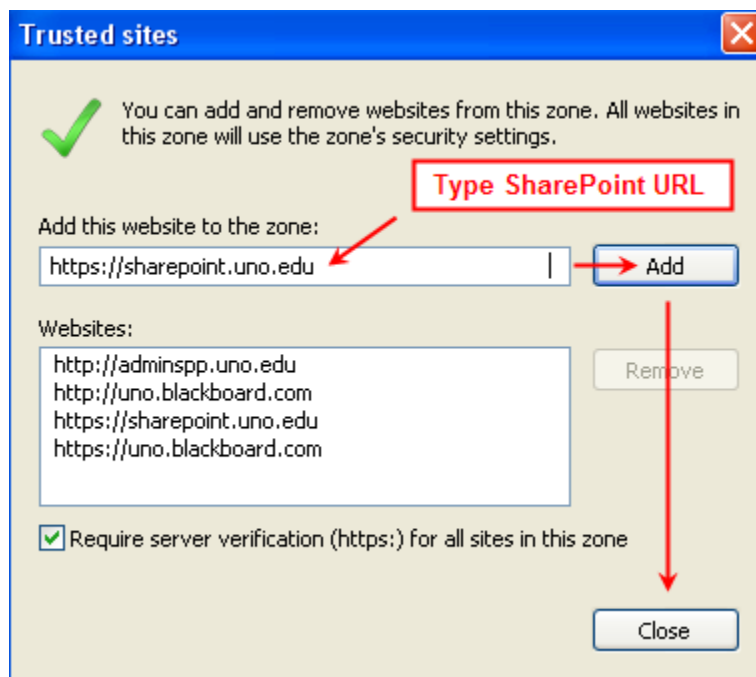 Trusted sites
You can add and remove websites from this zone. All websites in
this zone will use the zone's security settings.
Type SharePoint URL
Add this website to the zone:
https://sharepoint.uno.edu
Add
Websites:
http://adminspp.uno.edu
http://uno.blackboard.com
https://sharepoint.uno.edu
https://uno.blackboard.com
Remove
Require server verification (https:) for all sites in this zone
Close